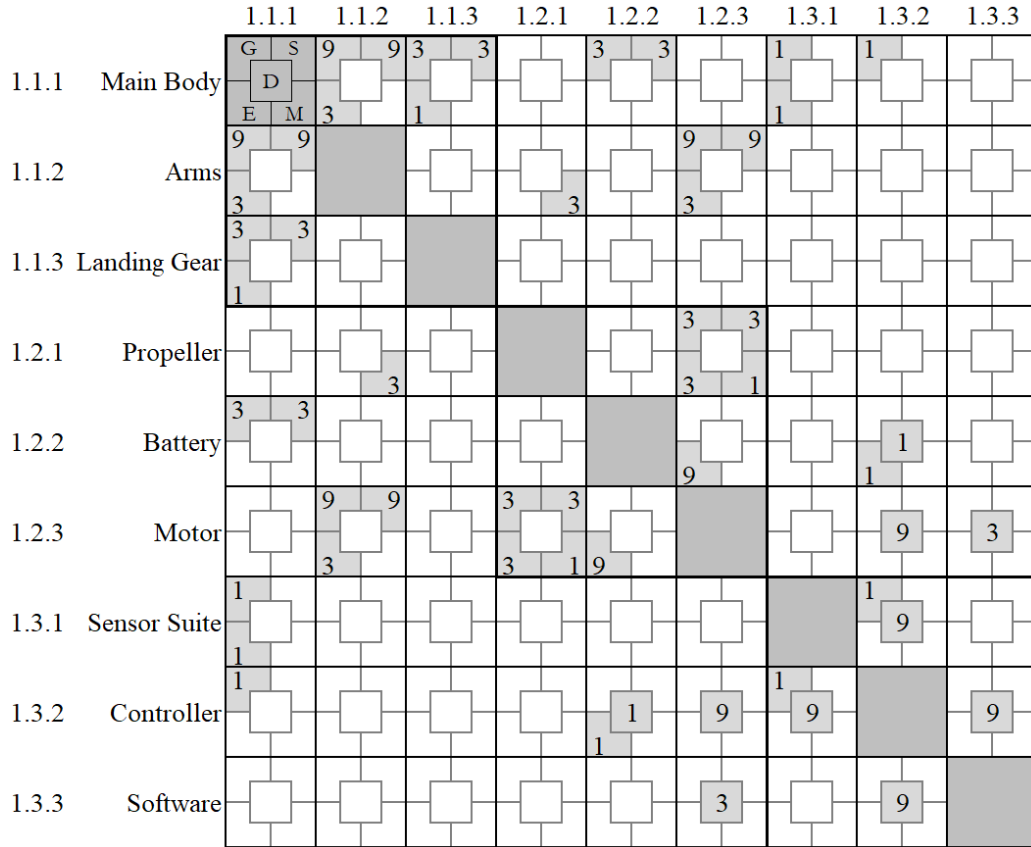 1.1.1 1.1.2 1.1.3 1.2.1 1.2.2 1.2.3 1.3.1 1.3.2 1.3.3
G S 9 9 3 3 3 3 1 1
1.1.1 Main Body D
E M 3 1 1
9 9 9 9
1.1.2 Arms
3 3 3
3 3
1.1.3 Landing Gear
1
3 3
1.2.1 Propeller
3 3 1
3 3
1.2.2 Battery 1
9 1
9 9 3 3
1.2.3 Motor 9 3
3 3 1 9
1 1
1.3.1 Sensor Suite 9
1
1 1
1.3.2 Controller 1 9 9 9
1
1.3.3 Software 3 9